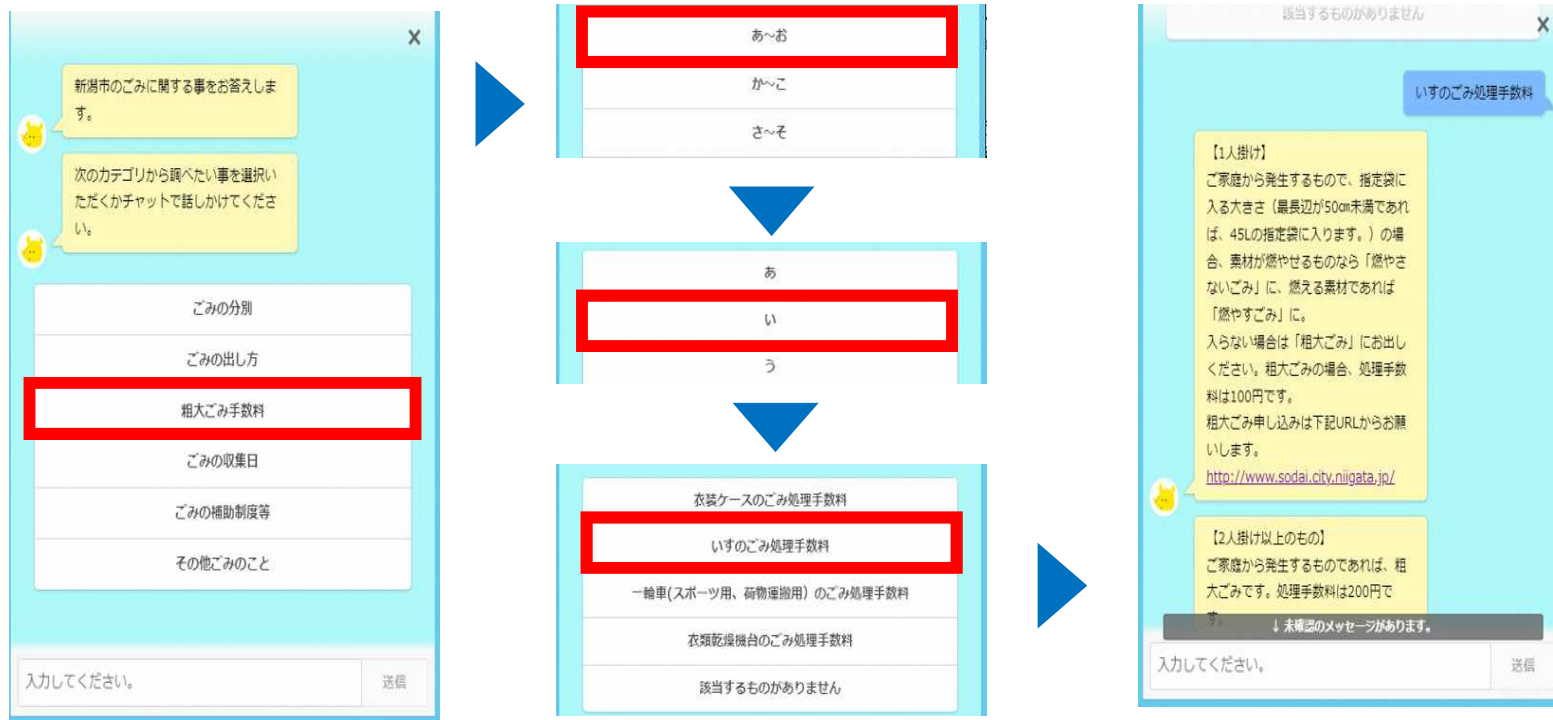 X
新潟市のごみに関する事をお答えしま
す。
次のカテゴリから調べたい事を選択い
ただくかチャットで話しかけてくださ
い。
ごみの分別
ごみの出し方
粗大ごみ手数料
ごみの収集日
ごみの補助制度等
その他ごみのこと
入力してください。
送信
あ~お
か~こ
さ~そ
あ
い
う
衣装ケースのごみ処理手数料
いすのごみ処理手数料
一輪車(スポーツ用、荷物運搬用）のごみ処理手数料
衣類乾燥機台のごみ処理手数料
該当するものがありません
該当するものがありません
X
いすのごみ処理手数料
【1人掛け】
ご家庭から発生するもので、指定袋に
入る大きさ（最長辺が50㎝未満であれ
ば、45Lの指定袋に入ります。）の場
合、素材が燃やせるものなら「燃やさ
ないごみ」に、燃える素材であれば
「燃やすごみ」に。
入らない場合は「粗大ごみ」にお出し
ください。粗大ごみの場合、処理手数
料は100円です。
粗大ごみ申し込みは下記URLからお願
いします。
http://www.sodai.city.niigata.jp/
【2人掛け以上のもの】
ご家庭から発生するものであれば、粗
大ごみです。処理手数料は200円で
す。
↓ 未確認のメッセージがあります。
入力してください。
送信